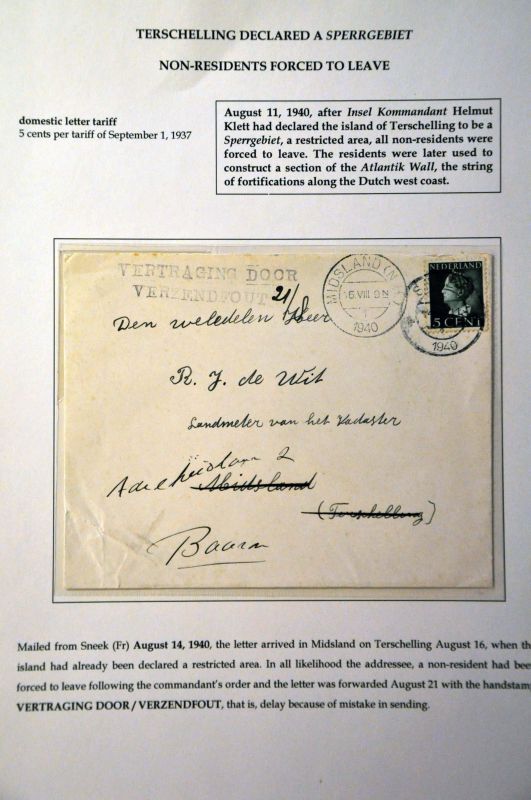 TERSCHELLING DECLARED A SPERRGEBIET
NON-RESIDENTS FORCED TO LEAVE
domestic letter tariff
5 cents per tariff of September 1, 1937
August 11, 1940, after Insel Kommandant Helmut
Klett had declared the island of Terschelling to be a
Sperrgebiet, a restricted area, all non-residents were
forced to leave. The residents were later used to
construct a section of the Atlantik Wall, the string
of fortifications along the Dutch west coast.
VERTRAGING DOOR
VERZENDFOUT 21/8
MIDSLAND
16.VIII
1940
NEDERLAND
5 CENT
1940
Den weledelen Heer
R. J. de Wit
Landmeter van het Kadaster
Adelheidlaan 2
Midsland
(Terschelling)
Baarn
Mailed from Sneek (Fr) August 14, 1940, the letter arrived in Midsland on Terschelling August 16, when the
island had already been declared a restricted area. In all likelihood the addressee, a non-resident had been
forced to leave following the commandant's order and the letter was forwarded August 21 with the handstamp
VERTRAGING DOOR / VERZENDFOUT, that is, delay because of mistake in sending.